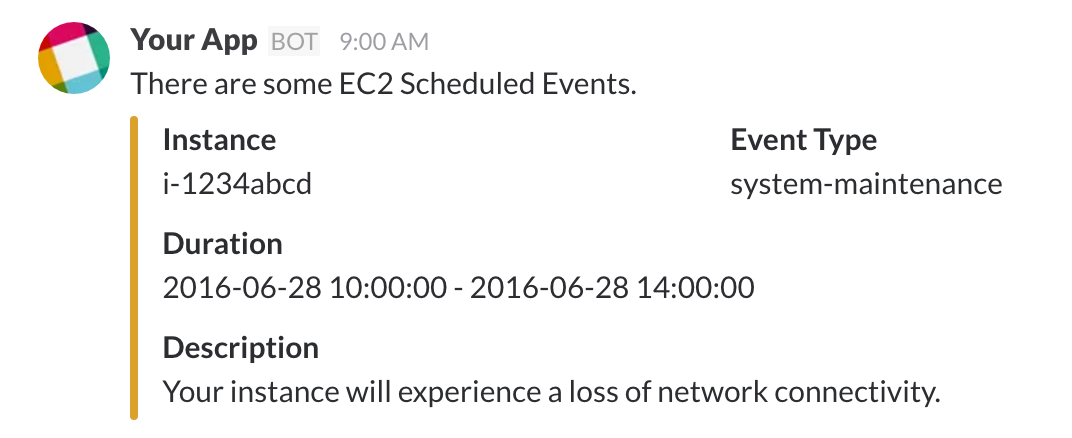 Your App BOT 9:00 AM
There are some EC2 Scheduled Events.
Instance Event Type
i-1234abcd system-maintenance
Duration
2016-06-28 10:00:00 - 2016-06-28 14:00:00
Description
Your instance will experience a loss of network connectivity.